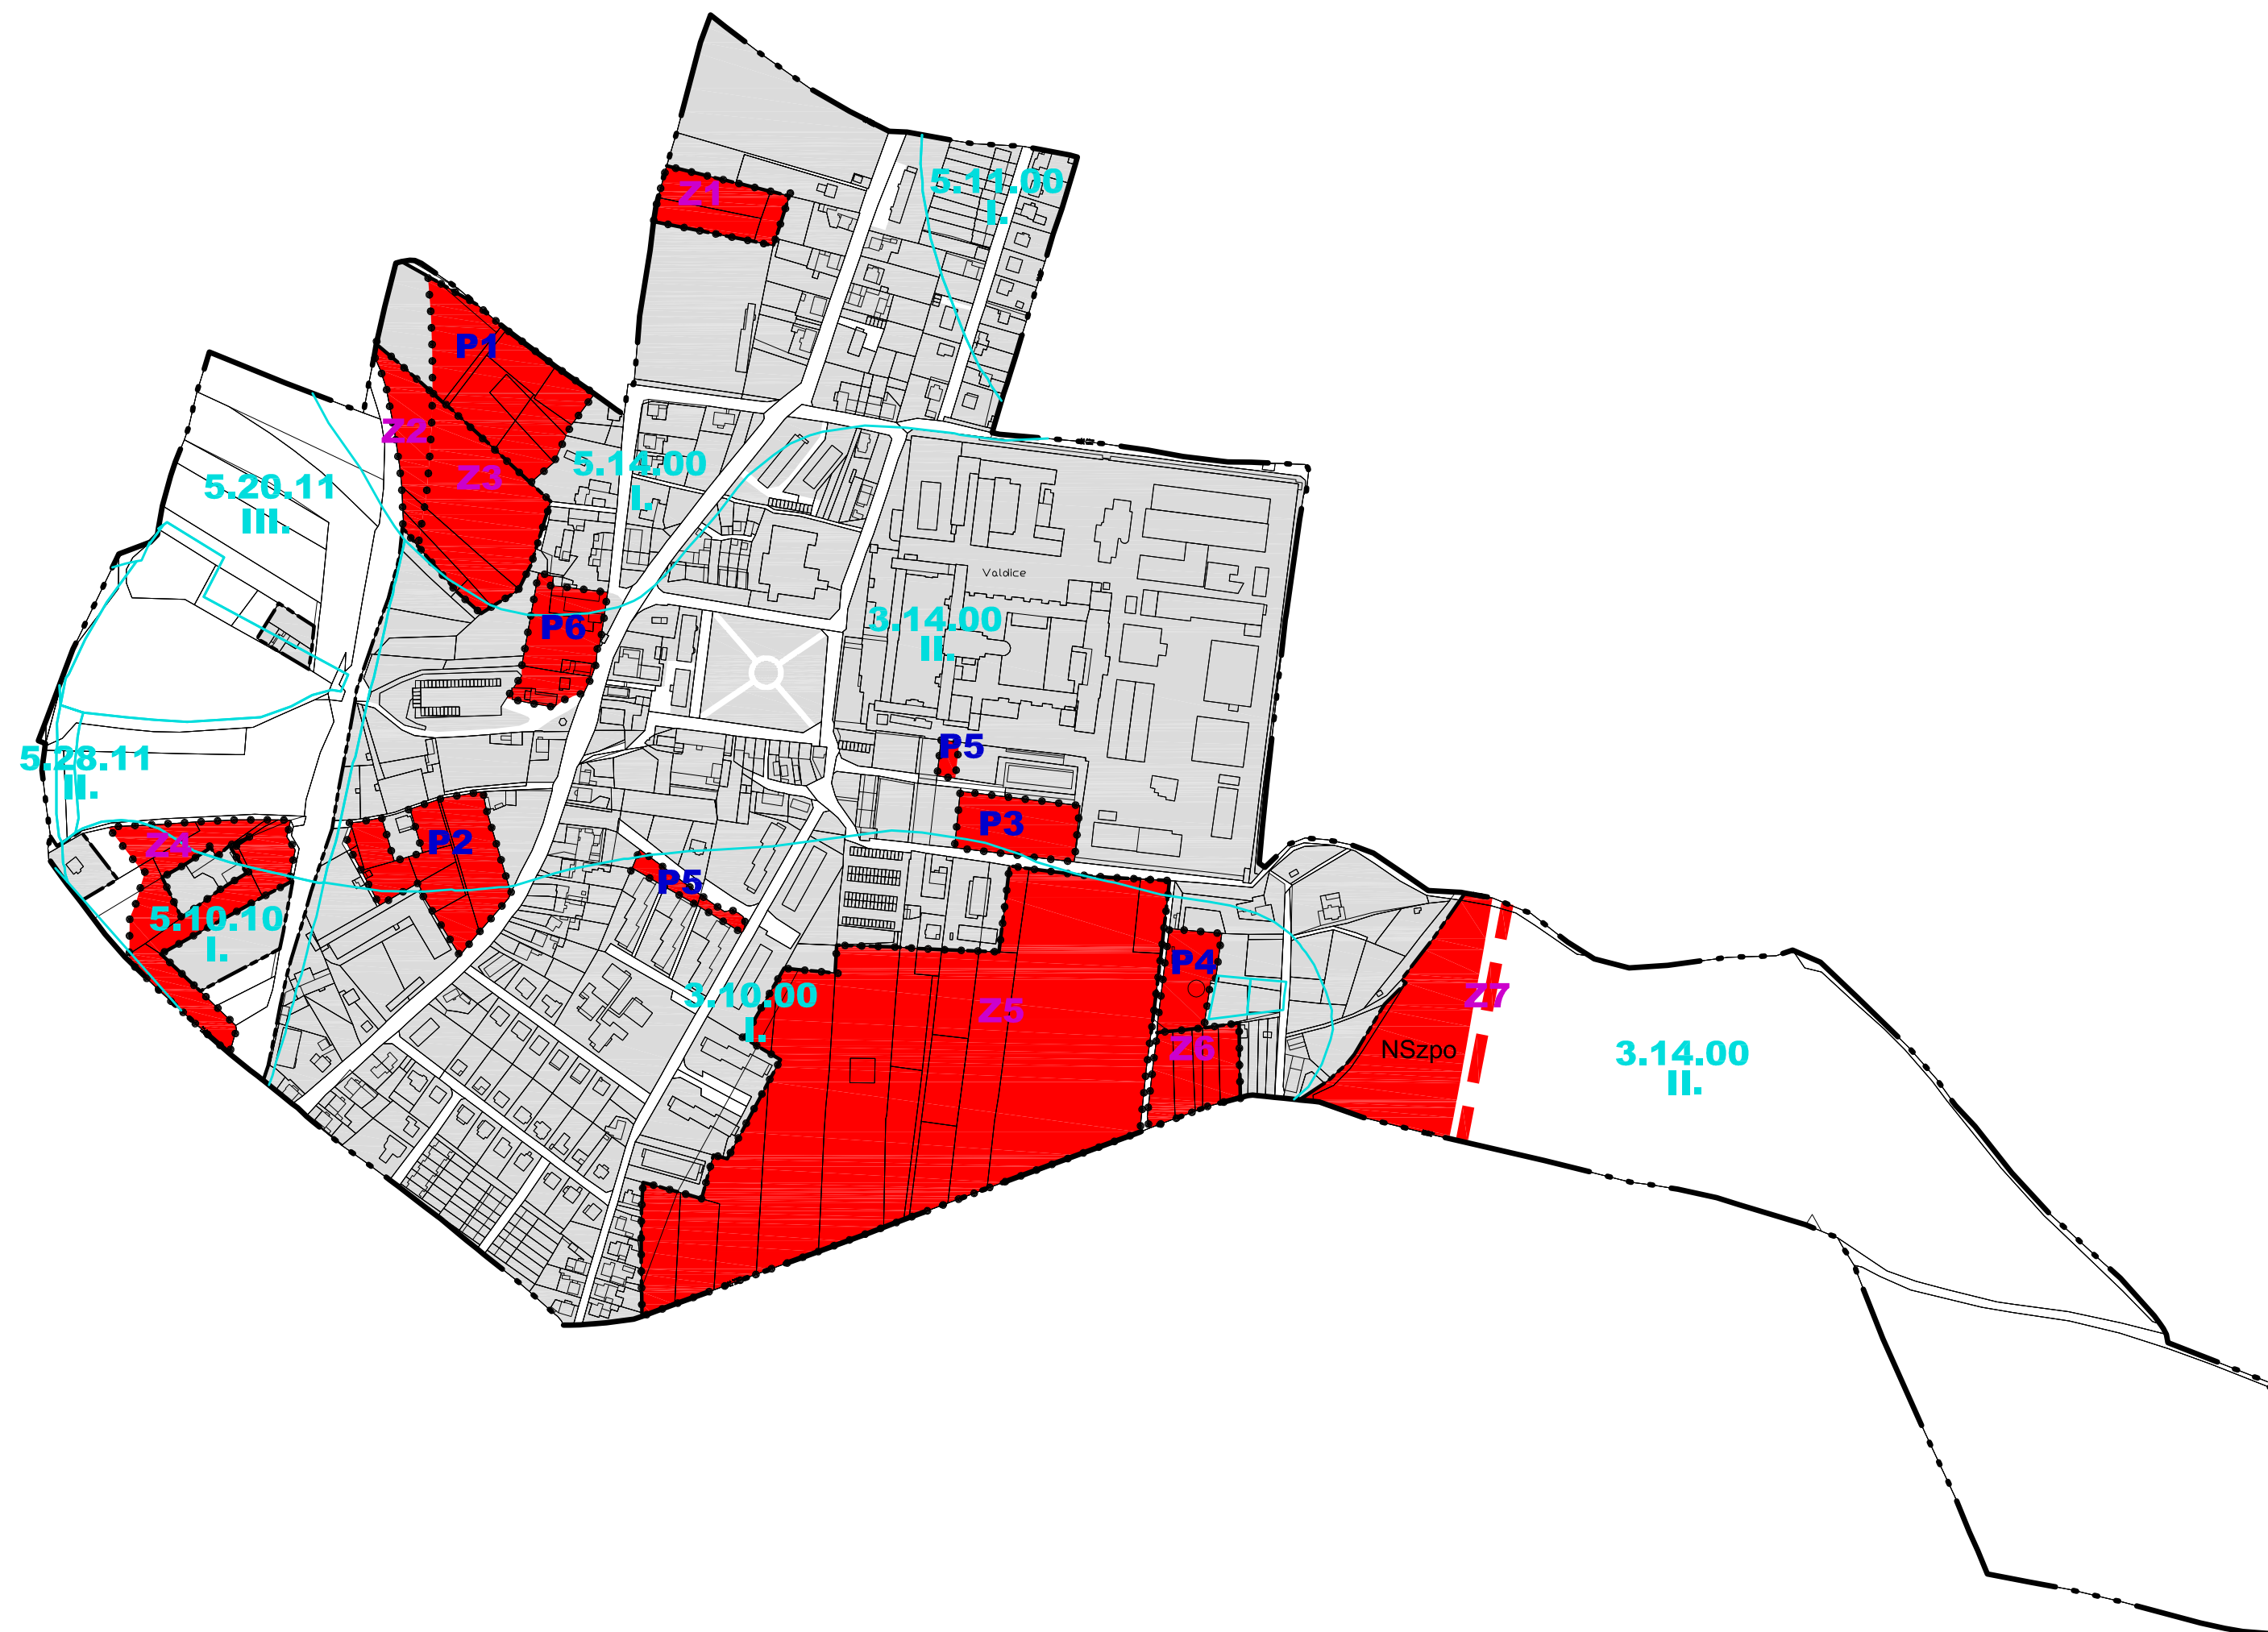 5.11.00
I.
Z1
P1
Z2
Z3
5.14.00
I.
5.20.11
III.
Valdice
3.14.00
II.
P6
5.28.11
II.
P5
P3
Z4
P2
P5
5.10.10
I.
P4
3.10.00
I.
Z5
Z7
Z6
NSzpo
3.14.00
II.